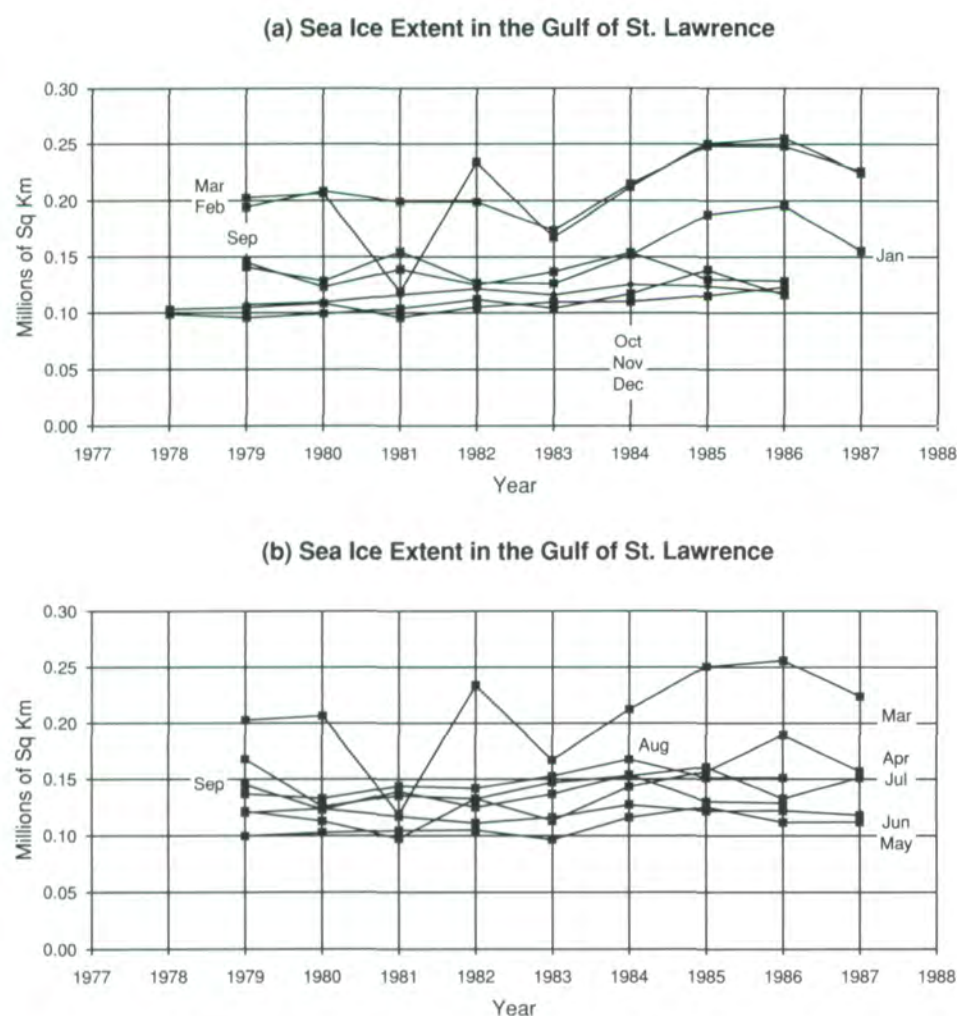 (a) Sea Ice Extent in the Gulf of St. Lawrence
Millions of Sq Km
0.30
0.25
0.20
0.15
0.10
0.05
0.00
Mar
Feb
Sep
Jan
Oct
Nov
Dec
1977 1978 1979 1980 1981 1982 1983 1984 1985 1986 1987 1988
Year
(b) Sea Ice Extent in the Gulf of St. Lawrence
Millions of Sq Km
0.30
0.25
0.20
0.15
0.10
0.05
0.00
Mar
Aug
Apr
Sep
Jul
Jun
May
1977 1978 1979 1980 1981 1982 1983 1984 1985 1986 1987 1988
Year